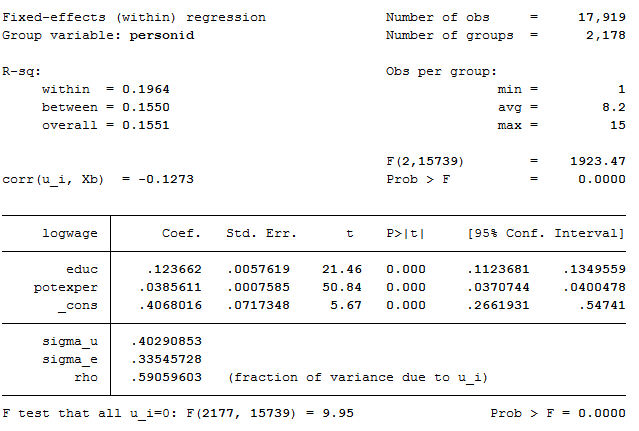 Fixed-effects (within) regression Number of obs = 17,919
Group variable: personid Number of groups = 2,178
R-sq: Obs per group:
within = 0.1964 min = 1
between = 0.1550 avg = 8.2
overall = 0.1551 max = 15
F(2,15739) = 1923.47
corr(u_i, Xb) = -0.1273 Prob > F = 0.0000
logwage Coef. Std. Err. t P>|t| [95% Conf. Interval]
educ .123662 .0057619 21.46 0.000 .1123681 .1349559
potexper .0385611 .0007585 50.84 0.000 .0370744 .0400478
_cons .4068016 .0717348 5.67 0.000 .2661931 .54741
sigma_u .40290853
sigma_e .33545728
rho .59059603 (fraction of variance due to u_i)
F test that all u_i=0: F(2177, 15739) = 9.95 Prob > F = 0.0000